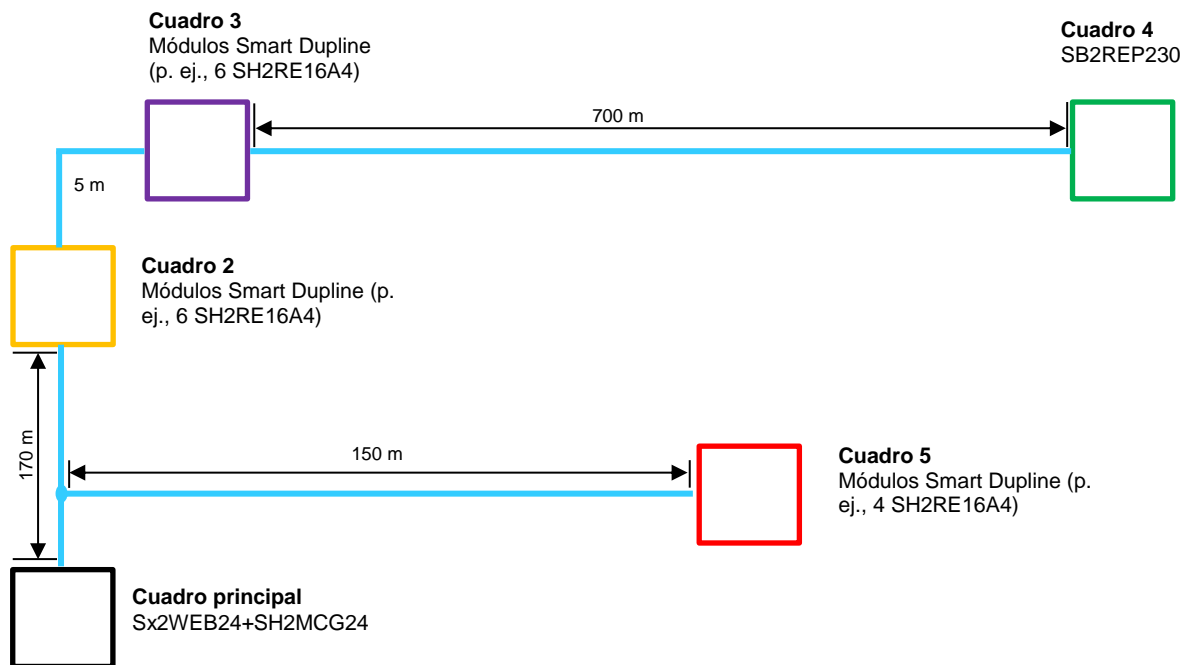 Cuadro 3
Módulos Smart Dupline
(p. ej., 6 SH2RE16A4)
Cuadro 4
SB2REP230
700 m
5 m
Cuadro 2
Módulos Smart Dupline (p.
ej., 6 SH2RE16A4)
170 m
150 m
Cuadro 5
Módulos Smart Dupline (p.
ej., 4 SH2RE16A4)
Cuadro principal
Sx2WEB24+SH2MCG24